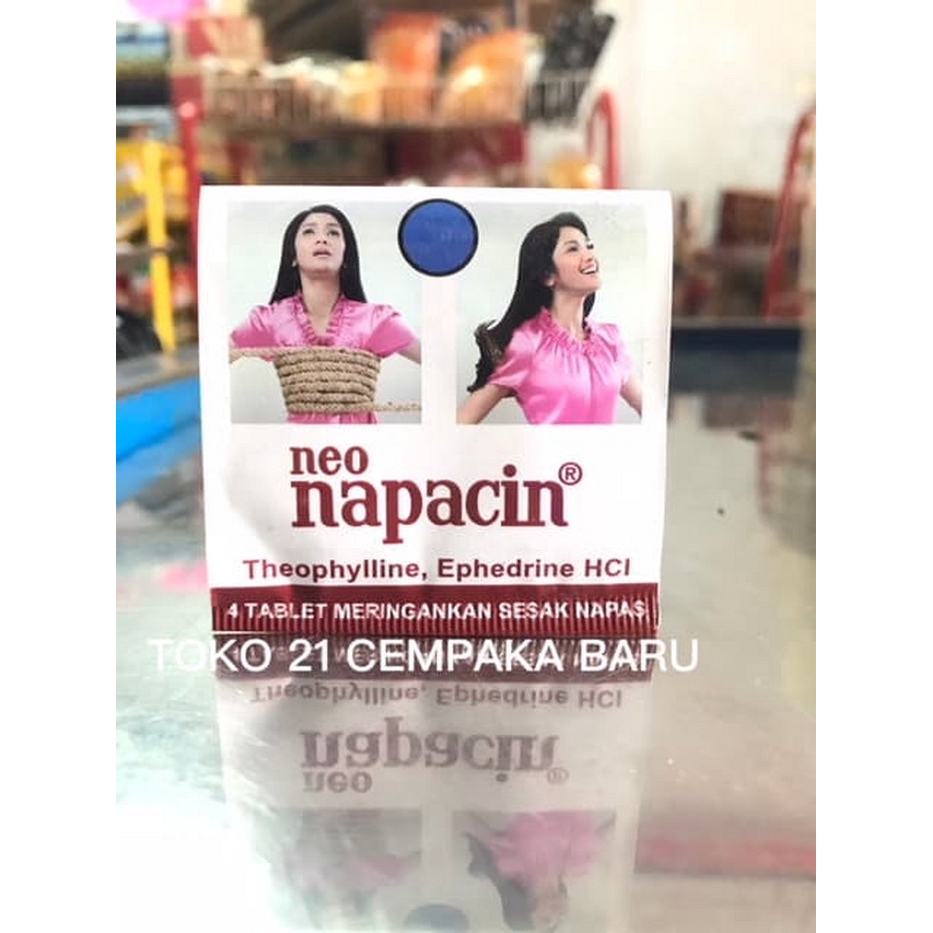 neo
napacin®
Theophylline, Ephedrine HCl
4 TABLET MERINGANKAN SESAK NAPAS
TOKO 21 CEMPAKA BARU